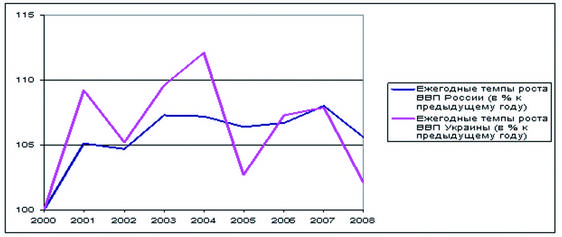 115
110
105
100
2000 2001 2002 2003 2004 2005 2006 2007 2008
Ежегодные темпы роста
ВВП России (в % к
предыдущему году)
Ежегодные темпы роста
ВВП Украины (в % к
предыдущему году)